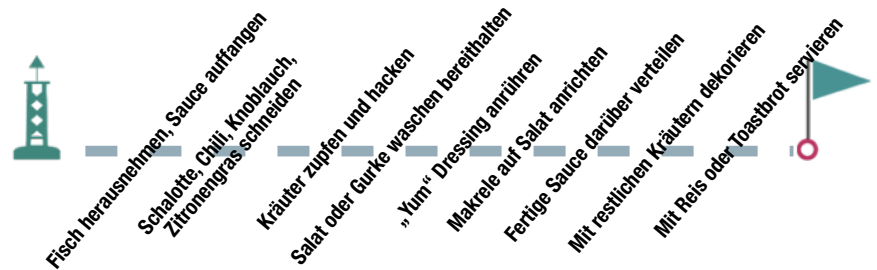 Fisch herausnehmen, Sauce auffangen
Schalotte, Chili, Knoblauch,
Zitronengras schneiden
Kräuter zupfen und hacken
Salat oder Gurke waschen bereithalten
„Yum“ Dressing anrühren
Makrele auf Salat anrichten
Fertige Sauce darüber verteilen
Mit restlichen Kräutern dekorieren
Mit Reis oder Toastbrot servieren